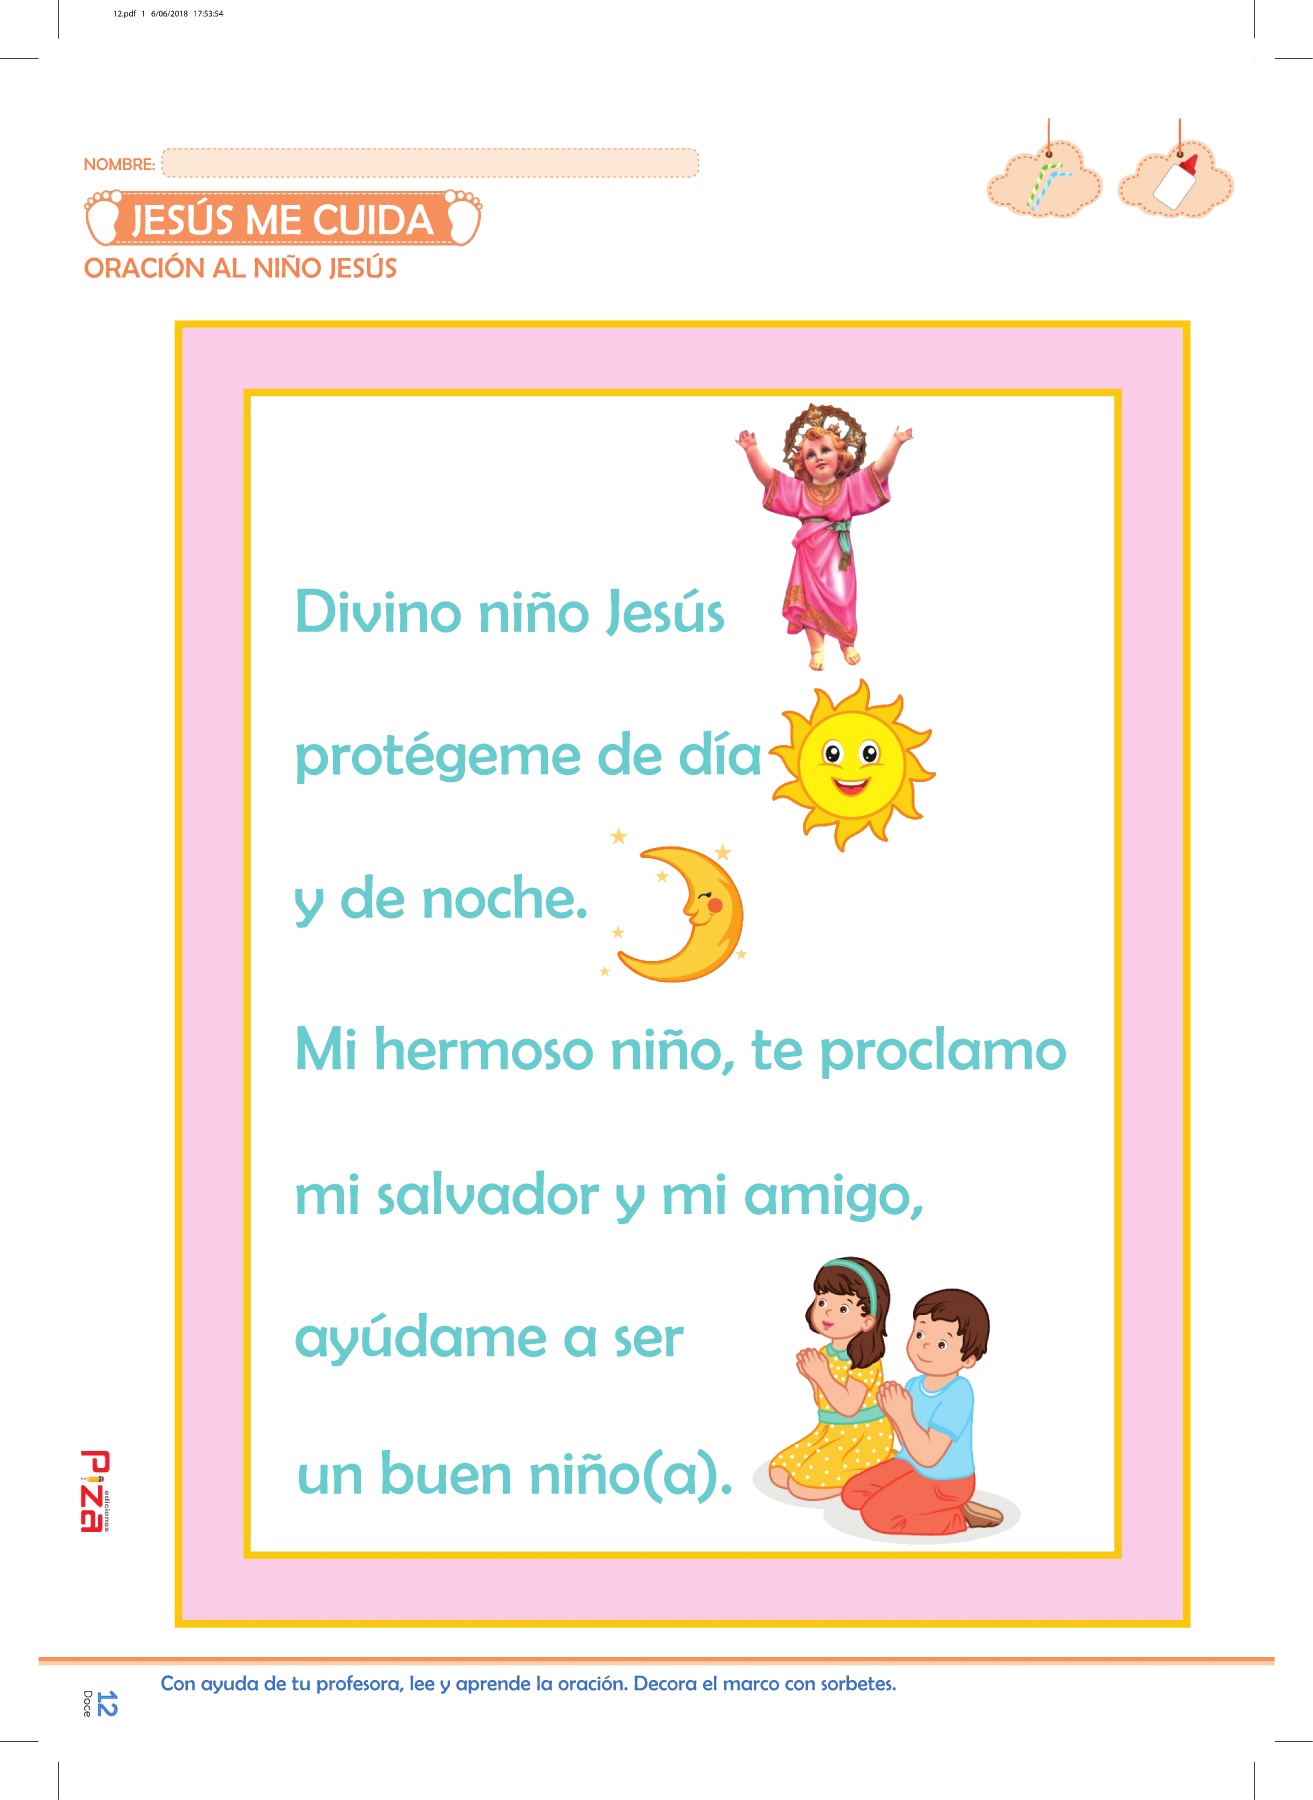 12.pdf 1 6/06/2018 17:53:54
NOMBRE:
JESÚS ME CUIDA
ORACIÓN AL NIÑO JESÚS
Divino niño Jesús
protégeme de día
y de noche.
Mi hermoso niño, te proclamo
mi salvador y mi amigo,
ayúdame a ser
un buen niño(a).
Piza
ediciones
Con ayuda de tu profesora, lee y aprende la oración. Decora el marco con sorbetes.
12
Doce